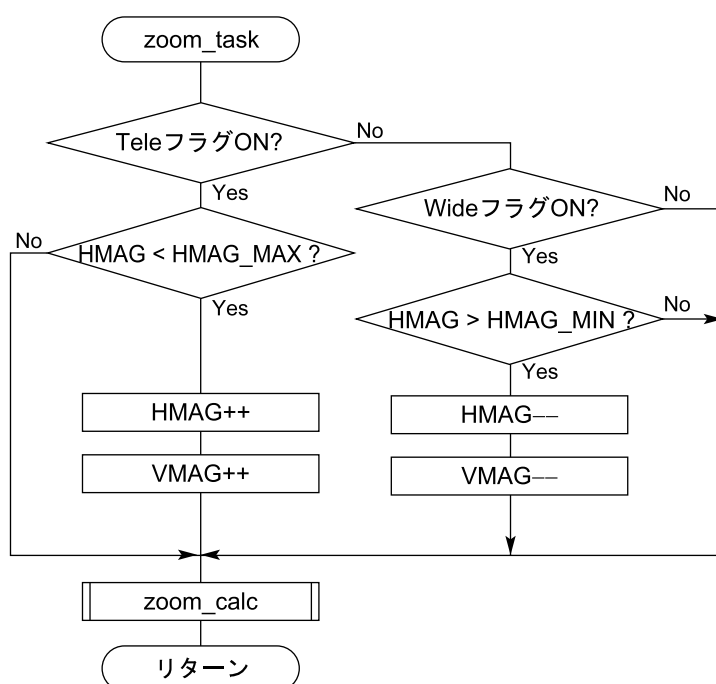 zoom_task
TeleフラグON?
No
Yes
WideフラグON?
No
Yes
No
HMAG < HMAG_MAX ?
Yes
HMAG > HMAG_MIN ?
No
Yes
HMAG++
HMAG−−
VMAG++
VMAG−−
zoom_calc
リターン